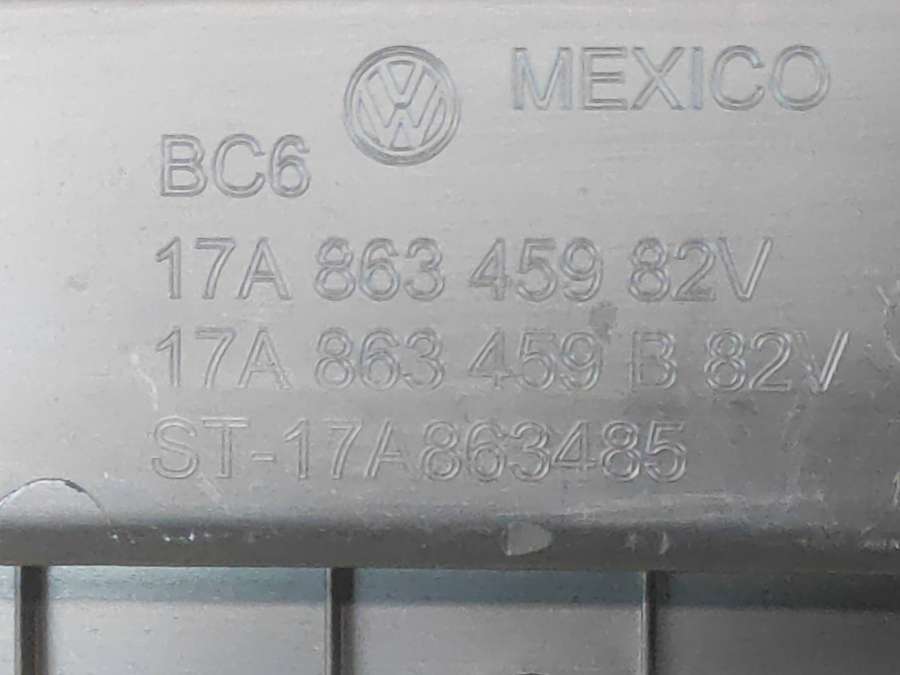 MEXICO
BC6
17A 863 459 82V
17A 863 459 B 82V
ST-17A863485